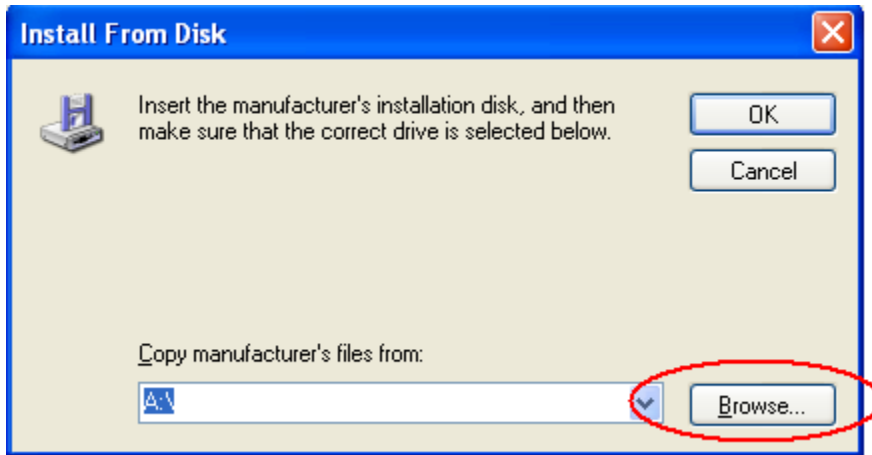 Install From Disk
Insert the manufacturer's installation disk, and then
make sure that the correct drive is selected below.
OK
Cancel
Copy manufacturer's files from:
A:\
Browse...